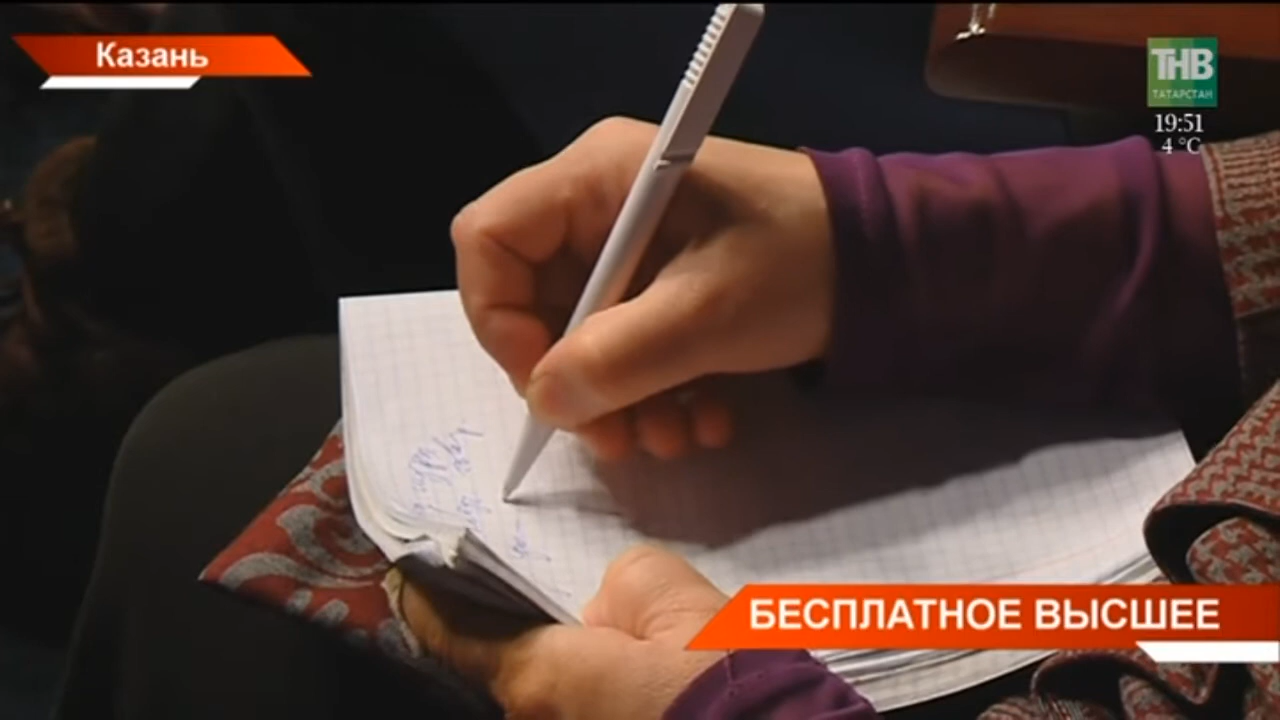 Казань
ТНВ
ТАТАРСТАН
19:51
4 °C
БЕСПЛАТНОЕ ВЫСШЕЕ